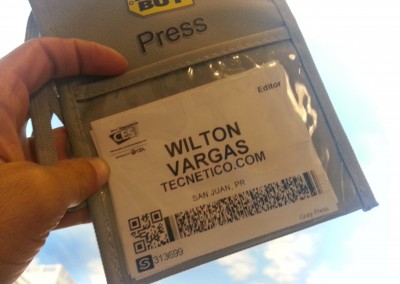 BUY
Press
Editor
CES
WILTON
VARGAS
TECNETICO.COM
SAN JUAN, PR
S 313699